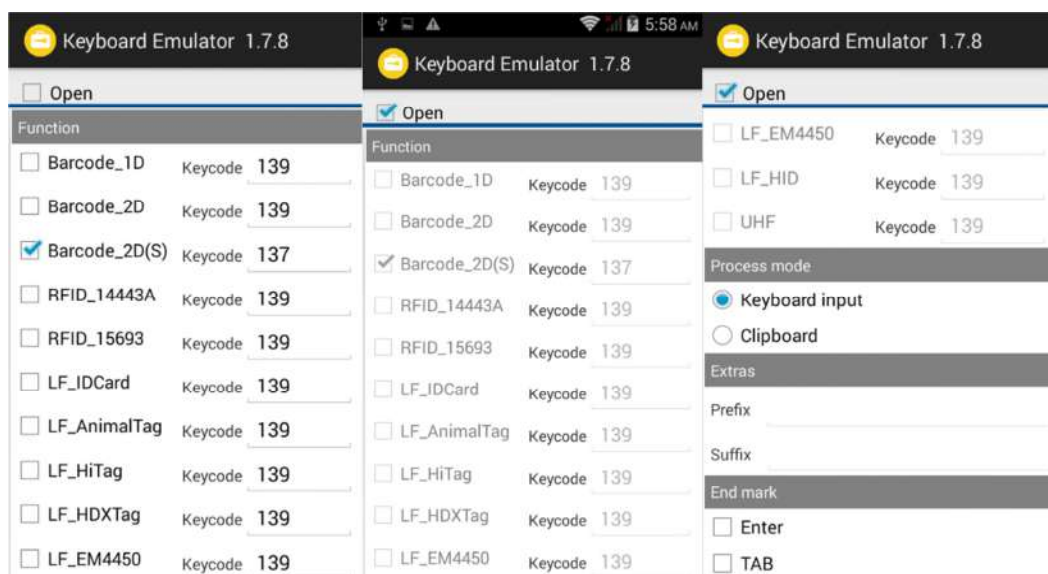 Keyboard Emulator 1.7.8
Open
Function
Barcode_1D Keycode 139
Barcode_2D Keycode 139
Barcode_2D(S) Keycode 137
RFID_14443A Keycode 139
RFID_15693 Keycode 139
LF_IDCard Keycode 139
LF_AnimalTag Keycode 139
LF_HiTag Keycode 139
LF_HDXTag Keycode 139
LF_EM4450 Keycode 139
5:58 AM
Keyboard Emulator 1.7.8
Open
Function
Barcode_1D Keycode 139
Barcode_2D Keycode 139
Barcode_2D(S) Keycode 137
RFID_14443A Keycode 139
RFID_15693 Keycode 139
LF_IDCard Keycode 139
LF_AnimalTag Keycode 139
LF_HiTag Keycode 139
LF_HDXTag Keycode 139
LF_EM4450 Keycode 139
Keyboard Emulator 1.7.8
Open
LF_EM4450 Keycode 139
LF_HID Keycode 139
UHF Keycode 139
Process mode
Keyboard input
Clipboard
Extras
Prefix
Suffix
End mark
Enter
TAB